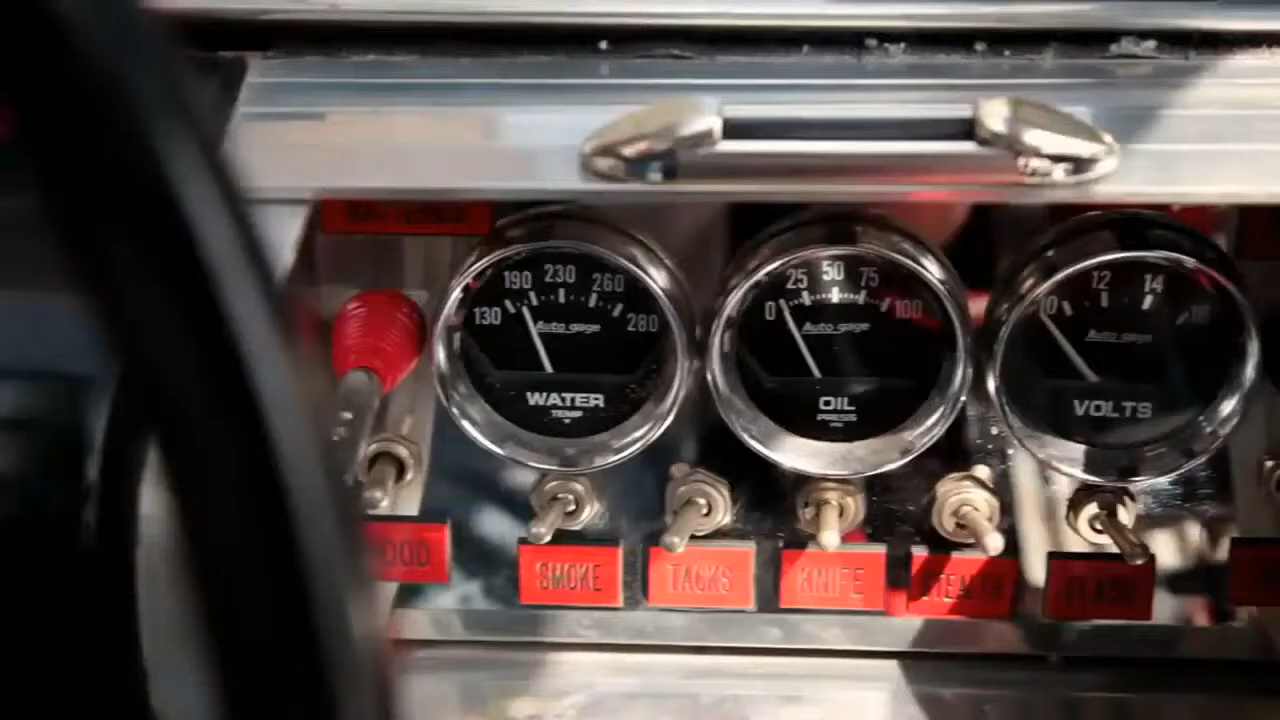 130 190 230 260 280
Auto gage
WATER
TEMP
°F
0 25 50 75 100
Auto gage
OIL
PRESS
10 12 14
Auto gage
VOLTS
SMOKE
TACKS
KNIFE
STEALTH